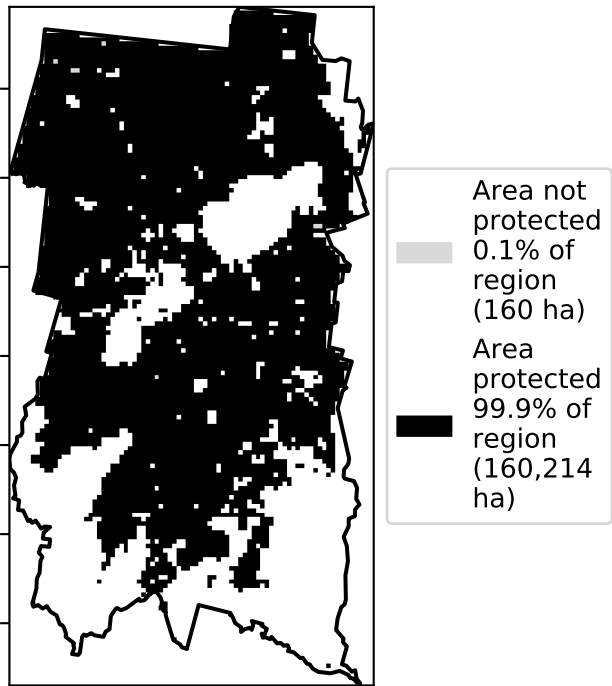 Area not
protected
0.1% of
region
(160 ha)
Area
protected
99.9% of
region
(160,214
ha)